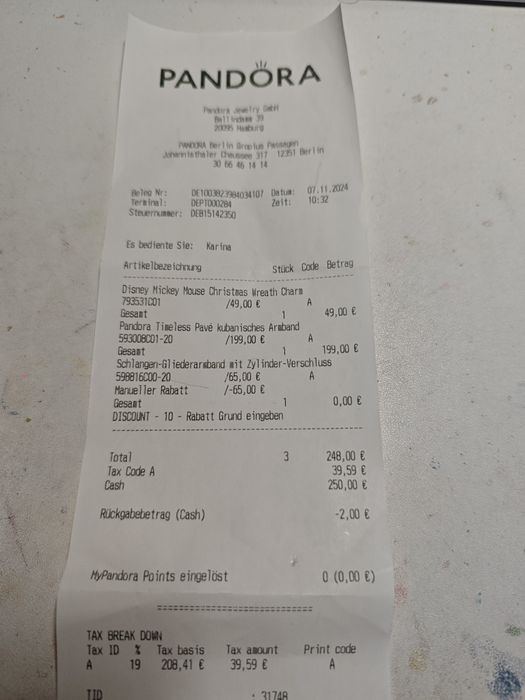 PANDÖRA
Pandora Jewelry GmbH
Ballindamm 39
20095 Hamburg
PANDORA Berlin Gropius Passagen
Johannisthaler Chaussee 317 12351 Berlin
30 66 46 14 14
Beleg Nr: DE1003823984034107 Datum: 07.11.2024
Terminal: DEPT000284 Zeit: 10:32
Steuernummer: DE815142350
Es bediente Sie: Karina
Artikelbezeichnung Stück Code Betrag
Disney Mickey Mouse Christmas Wreath Charm
793531C01 /49,00 € A
Gesamt 1 49,00 €
Pandora Timeless Pavé kubanisches Armband
593008C01-20 /199,00 € A
Gesamt 1 199,00 €
Schlangen-Gliederarmband mit Zylinder-Verschluss
598816C00-20 /65,00 € A
Manueller Rabatt /-65,00 €
Gesamt 1 0,00 €
DISCOUNT - 10 - Rabatt Grund eingeben
Total 3 248,00 €
Tax Code A 39,59 €
Cash 250,00 €
Rückgabebetrag (Cash) -2,00 €
MyPandora Points eingelöst 0 (0,00 €)
TAX BREAK DOWN
Tax ID % Tax basis Tax amount Print code
A 19 208,41 € 39,59 € A
TID : 31748